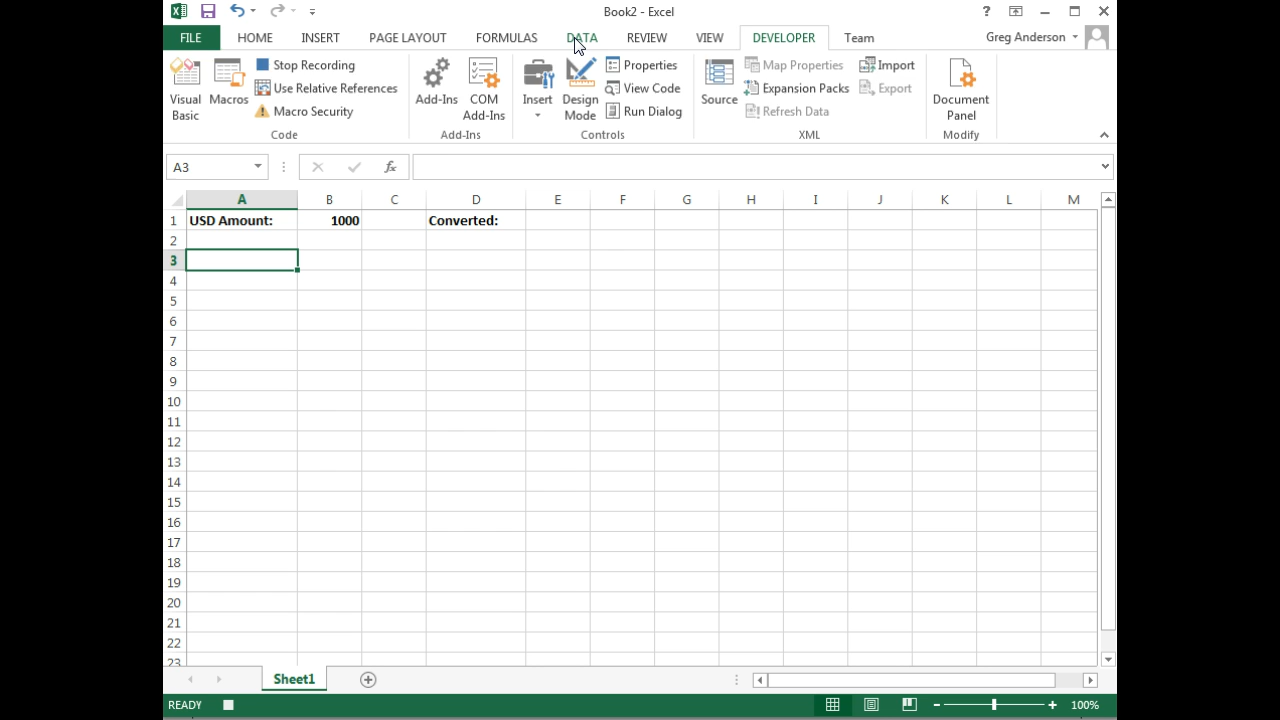 Book2 - Excel
?
FILE HOME INSERT PAGE LAYOUT FORMULAS DATA REVIEW VIEW DEVELOPER Team Greg Anderson
Visual Basic
Macros
Stop Recording
Use Relative References
Macro Security
Code
Add-Ins
COM Add-Ins
Add-Ins
Insert
Design Mode
Properties
View Code
Run Dialog
Controls
Source
Map Properties
Expansion Packs
Refresh Data
Import
Export
XML
Document Panel
Modify
A3 fx
A B C D E F G H I J K L M
1 USD Amount: 1000 Converted:
2
3
4
5
6
7
8
9
10
11
12
13
14
15
16
17
18
19
20
21
22
23
Sheet1
READY 100%